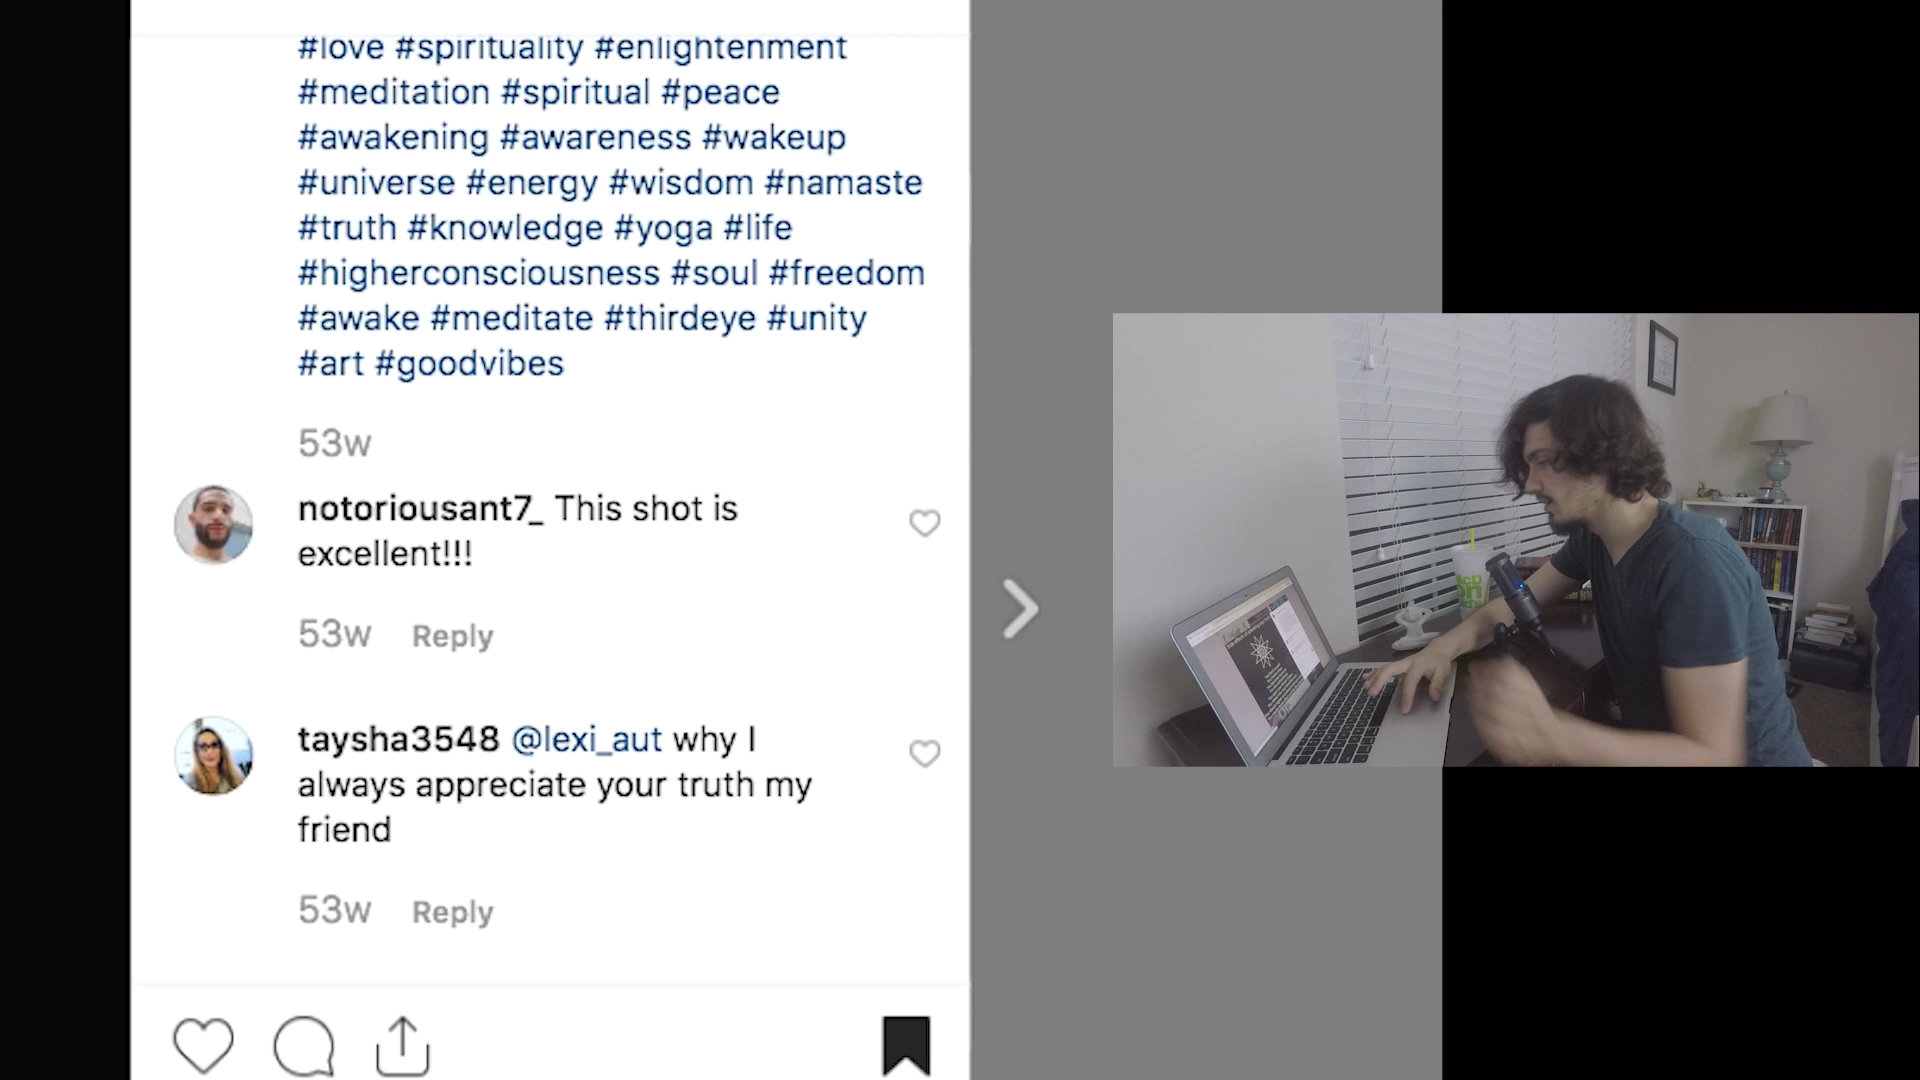 #love #spirituality #enlightenment
#meditation #spiritual #peace
#awakening #awareness #wakeup
#universe #energy #wisdom #namaste
#truth #knowledge #yoga #life
#higherconsciousness #soul #freedom
#awake #meditate #thirdeye #unity
#art #goodvibes
53w
notoriousant7_ This shot is
excellent!!!
53w Reply
taysha3548 @lexi_aut why I
always appreciate your truth my
friend
53w Reply